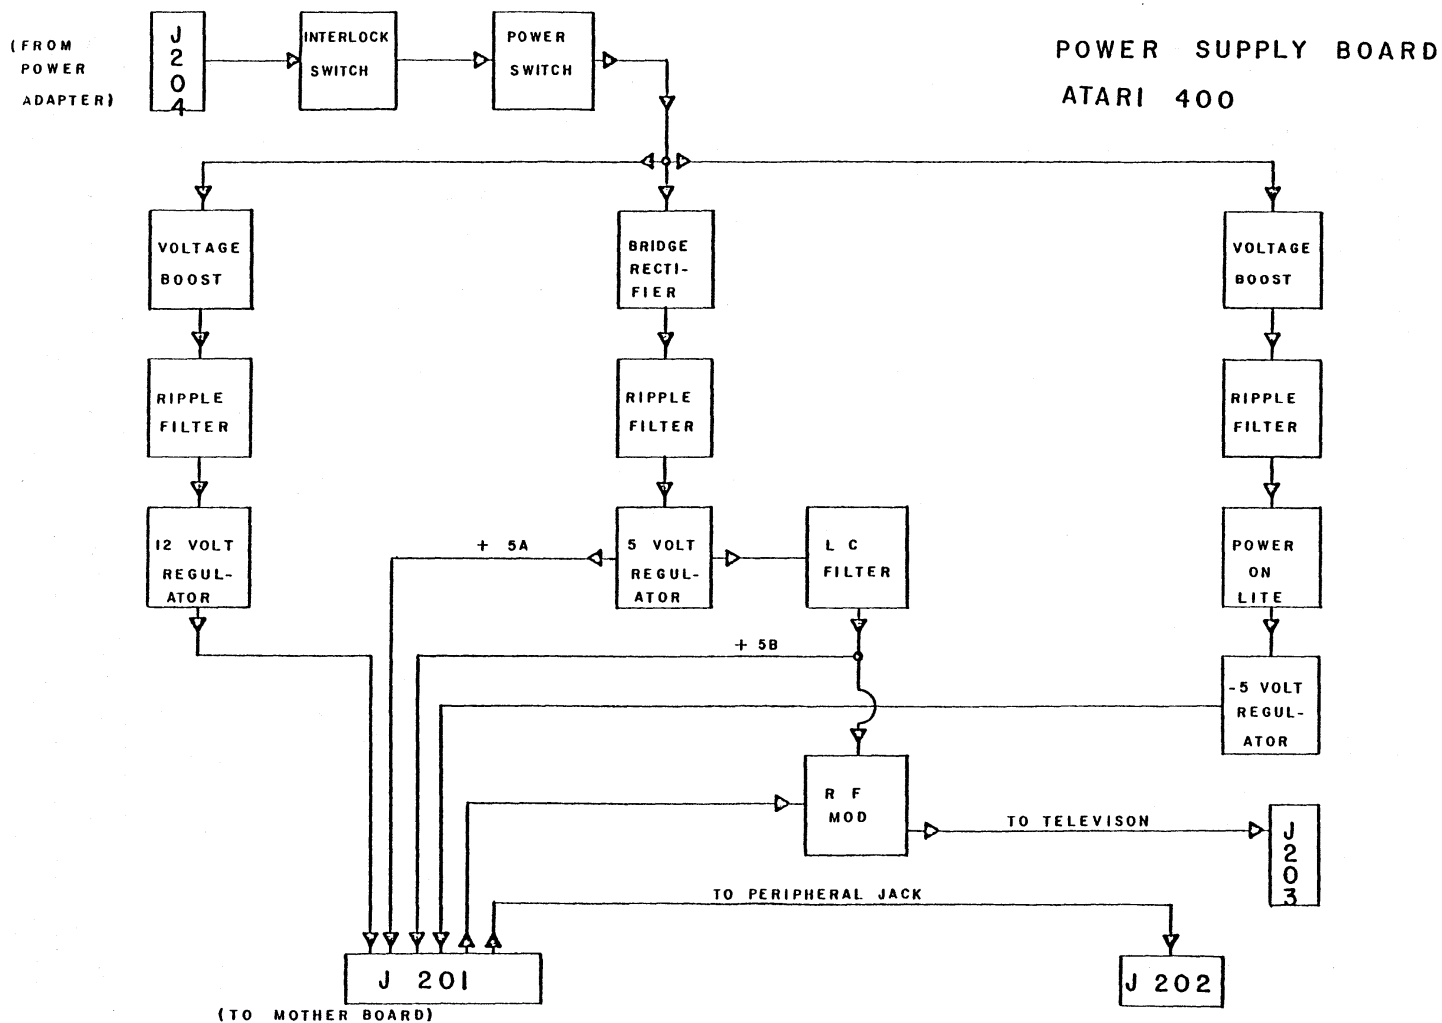 POWER SUPPLY BOARD
ATARI 400
(FROM
POWER
ADAPTER)
J
2
0
4
INTERLOCK
SWITCH
POWER
SWITCH
VOLTAGE
BOOST
BRIDGE
RECTI-
FIER
VOLTAGE
BOOST
RIPPLE
FILTER
RIPPLE
FILTER
RIPPLE
FILTER
12 VOLT
REGUL-
ATOR
+ 5A
5 VOLT
REGUL-
ATOR
L C
FILTER
POWER
ON
LITE
+ 5B
-5 VOLT
REGUL-
ATOR
R F
MOD
TO TELEVISON
J
2
0
3
TO PERIPHERAL JACK
J 201
(TO MOTHER BOARD)
J 202